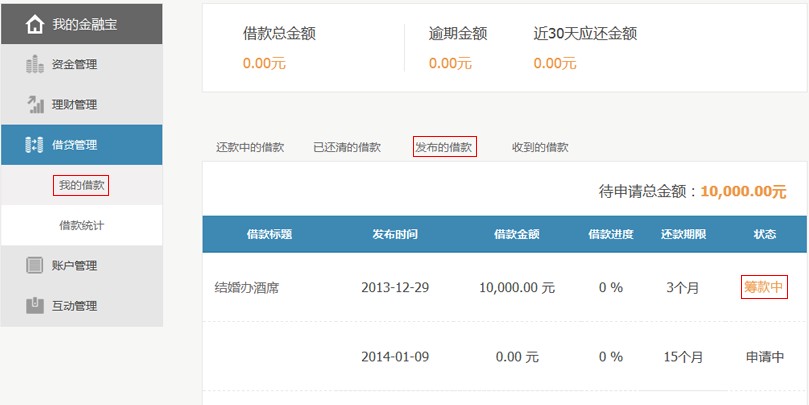 我的金融宝
资金管理
理财管理
借贷管理
我的借款
借款统计
账户管理
互动管理
借款总金额 逾期金额 近30天应还金额
0.00元 0.00元 0.00元
还款中的借款 已还清的借款 发布的借款 收到的借款
待申请总金额：10,000.00元
借款标题 发布时间 借款金额 借款进度 还款期限 状态
结婚办酒席 2013-12-29 10,000.00 元 0 % 3个月 筹款中
2014-01-09 0.00 元 0 % 15个月 申请中